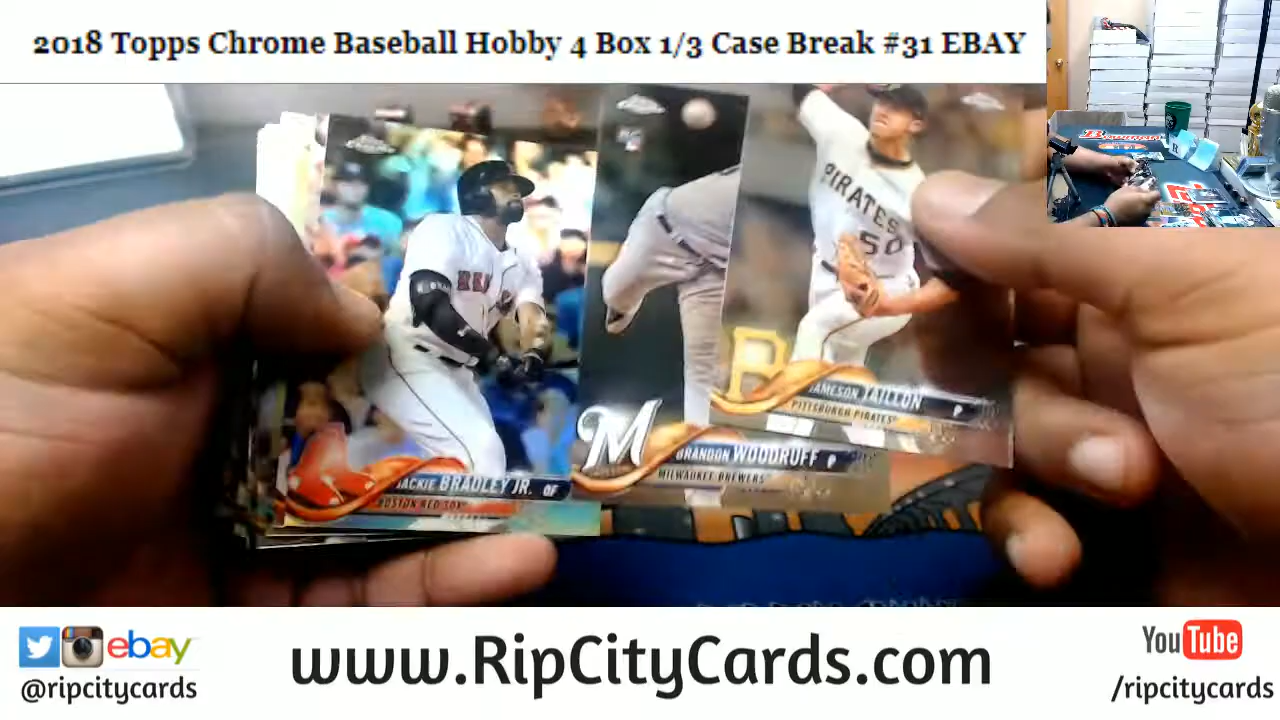 2018 Topps Chrome Baseball Hobby 4 Box 1/3 Case Break #31 EBAY
PIRATES
50
RC
B
JAMESON TAILLON P
PITTSBURGH PIRATES
M
BRANDON WOODRUFF P
MILWAUKEE BREWERS
JACKIE BRADLEY JR. OF
BOSTON RED SOX
ebay
@ripcitycards
www.RipCityCards.com
YouTube
/ripcitycards